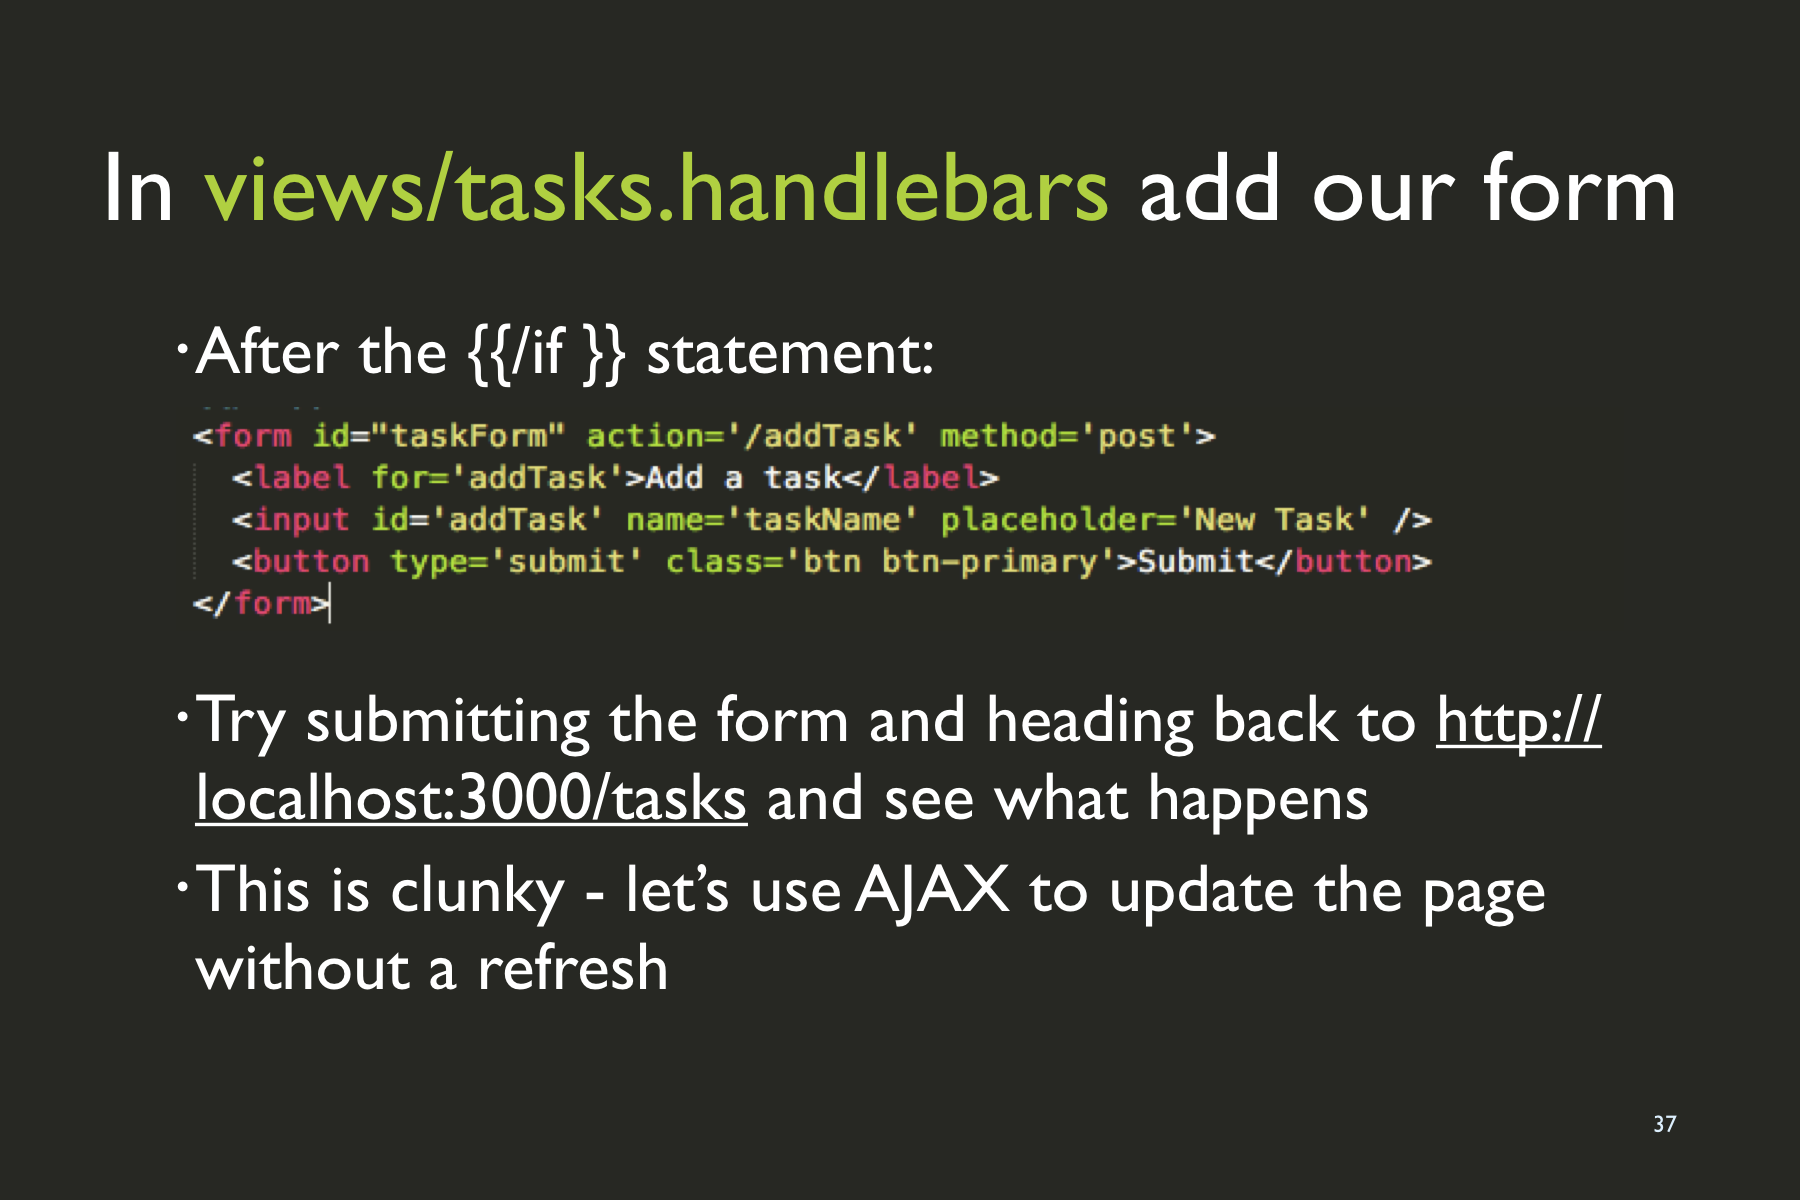 In views/tasks.handlebars add our form
·After the {{/if }} statement:
<form id="taskForm" action='/addTask' method='post'>
<label for='addTask'>Add a task</label>
<input id='addTask' name='taskName' placeholder='New Task' />
<button type='submit' class='btn btn-primary'>Submit</button>
</form>
·Try submitting the form and heading back to http://
localhost:3000/tasks and see what happens
·This is clunky - let’s use AJAX to update the page
without a refresh
37